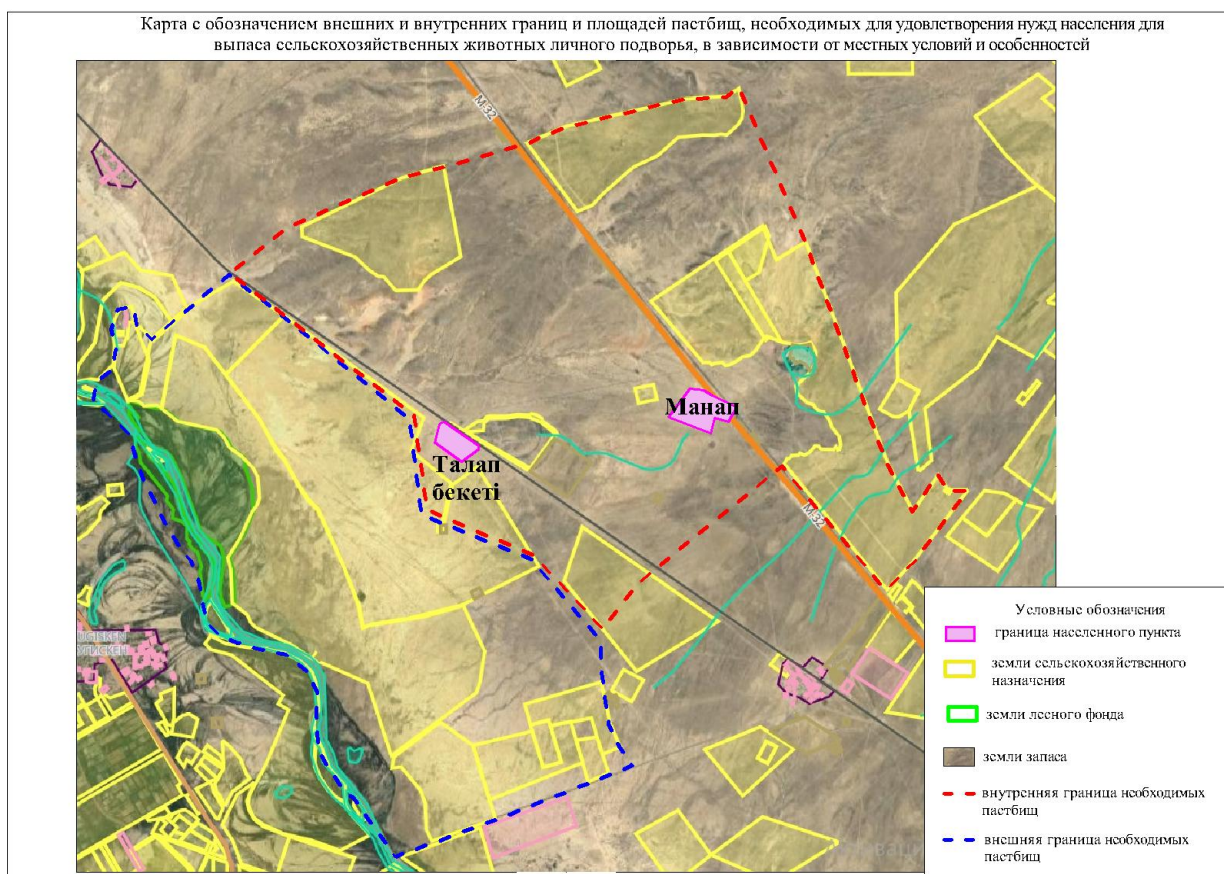 Карта с обозначением внешних и внутренних границ и площадей пастбищ, необходимых для удовлетворения нужд населения для
выпаса сельскохозяйственных животных личного подворья, в зависимости от местных условий и особенностей
М 32
Манап
Талап
бекеті
М 32
Условные обозначения
граница населенного пункта
земли сельскохозяйственного
назначения
земли лесного фонда
земли запаса
внутренняя граница необходимых
пастбищ
внешняя граница необходимых
пастбищ